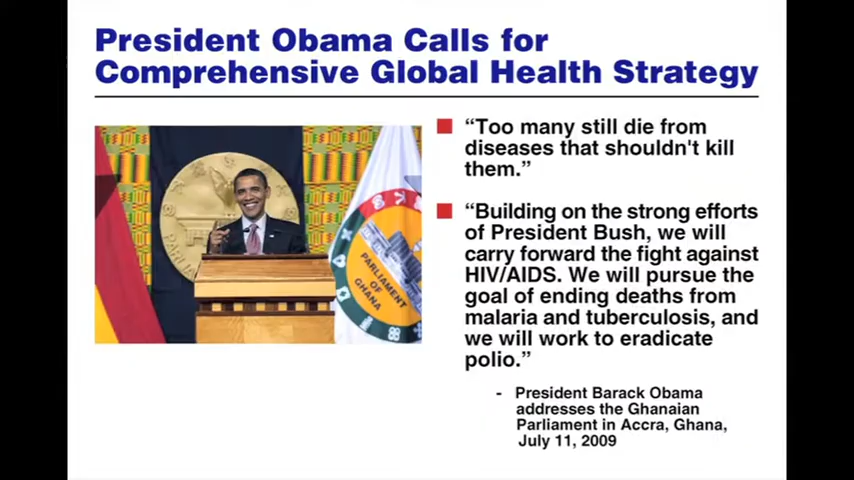 President Obama Calls for
Comprehensive Global Health Strategy
“Too many still die from
diseases that shouldn't kill
them.”
“Building on the strong efforts
of President Bush, we will
carry forward the fight against
HIV/AIDS. We will pursue the
goal of ending deaths from
malaria and tuberculosis, and
we will work to eradicate
polio.”
- President Barack Obama
addresses the Ghanaian
Parliament in Accra, Ghana,
July 11, 2009
PARLIAMENT
OF
GHANA